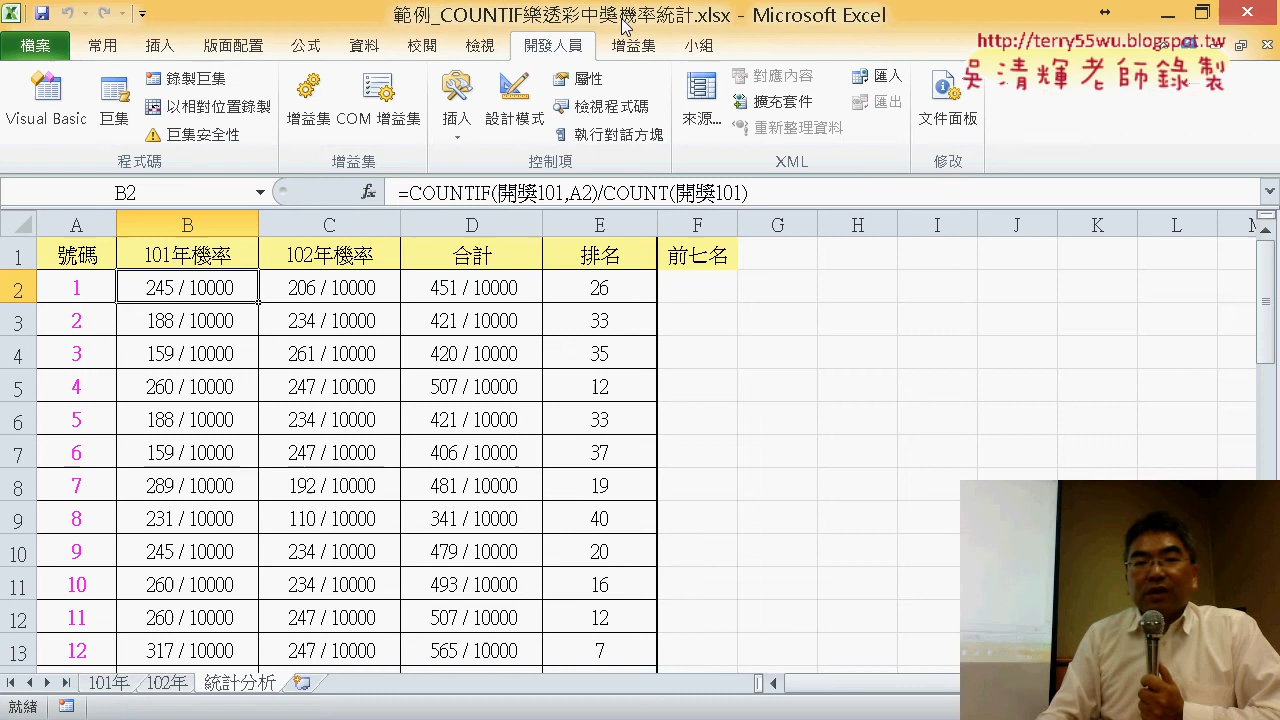 範例_COUNTIF樂透彩中獎機率統計.xlsx - Microsoft Excel
檔案 常用 插入 版面配置 公式 資料 校閱 檢視 開發人員 增益集 小組
http://terry55wu.blogspot.tw
吳清輝老師錄製
Visual Basic 巨集 錄製巨集 以相對位置錄製 巨集安全性 程式碼
增益集 COM 增益集 增益集
插入 設計模式 屬性 檢視程式碼 執行對話方塊 控制項
來源... 對應內容 擴充套件 重新整理資料 匯入 匯出 XML
文件面板 修改
B2 fx =COUNTIF(開獎101,A2)/COUNT(開獎101)
A B C D E F G H I J K L
1 號碼 101年機率 102年機率 合計 排名 前七名
2 1 245 / 10000 206 / 10000 451 / 10000 26
3 2 188 / 10000 234 / 10000 421 / 10000 33
4 3 159 / 10000 261 / 10000 420 / 10000 35
5 4 260 / 10000 247 / 10000 507 / 10000 12
6 5 188 / 10000 234 / 10000 421 / 10000 33
7 6 159 / 10000 247 / 10000 406 / 10000 37
8 7 289 / 10000 192 / 10000 481 / 10000 19
9 8 231 / 10000 110 / 10000 341 / 10000 40
10 9 245 / 10000 234 / 10000 479 / 10000 20
11 10 260 / 10000 234 / 10000 493 / 10000 16
12 11 260 / 10000 247 / 10000 507 / 10000 12
13 12 317 / 10000 247 / 10000 565 / 10000 7
101年 102年 統計分析
就緒